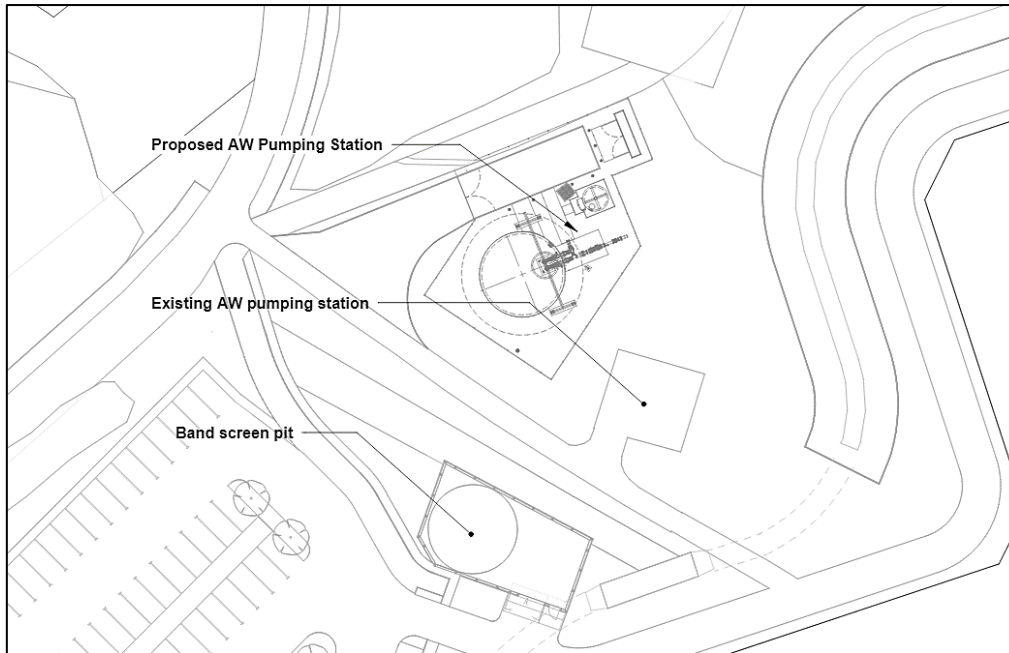 Proposed AW Pumping Station
Existing AW pumping station
Band screen pit